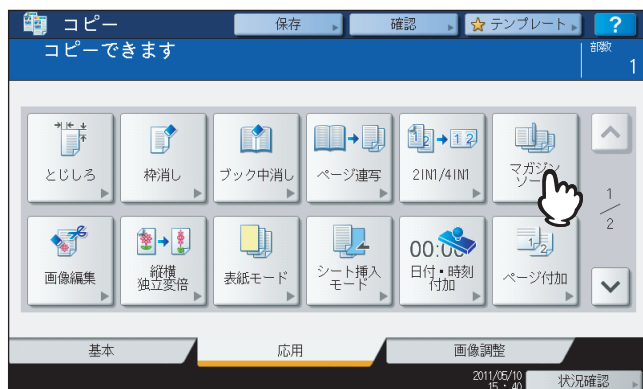 コピー
保存
確認
テンプレート
?
コピーできます
部数
1
とじしろ
枠消し
ブック中消し
ページ連写
2IN1/4IN1
マガジン
ソー
1
2
画像編集
縦横
独立変倍
表紙モード
シート挿入
モード
00:00
日付・時刻
付加
ページ付加
基本
応用
画像調整
2011/05/10
15 : 40
状況確認